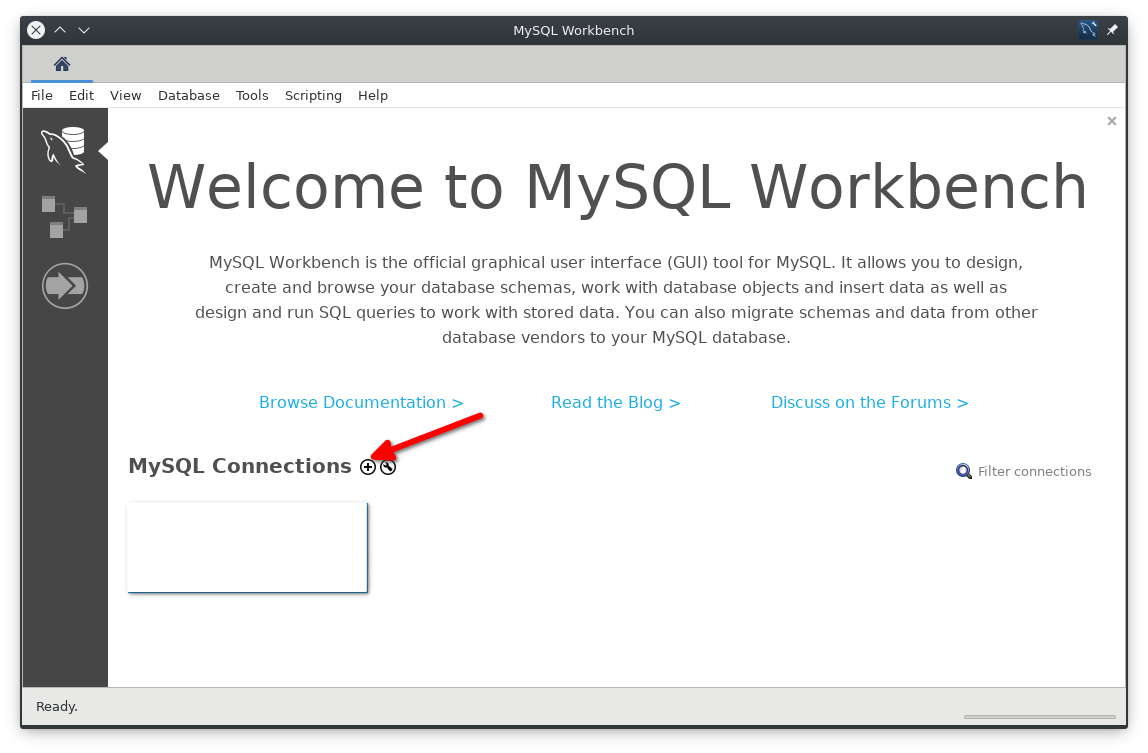 MySQL Workbench
File Edit View Database Tools Scripting Help
Welcome to MySQL Workbench
MySQL Workbench is the official graphical user interface (GUI) tool for MySQL. It allows you to design,
create and browse your database schemas, work with database objects and insert data as well as
design and run SQL queries to work with stored data. You can also migrate schemas and data from other
database vendors to your MySQL database.
Browse Documentation > Read the Blog > Discuss on the Forums >
MySQL Connections
Filter connections
Ready.